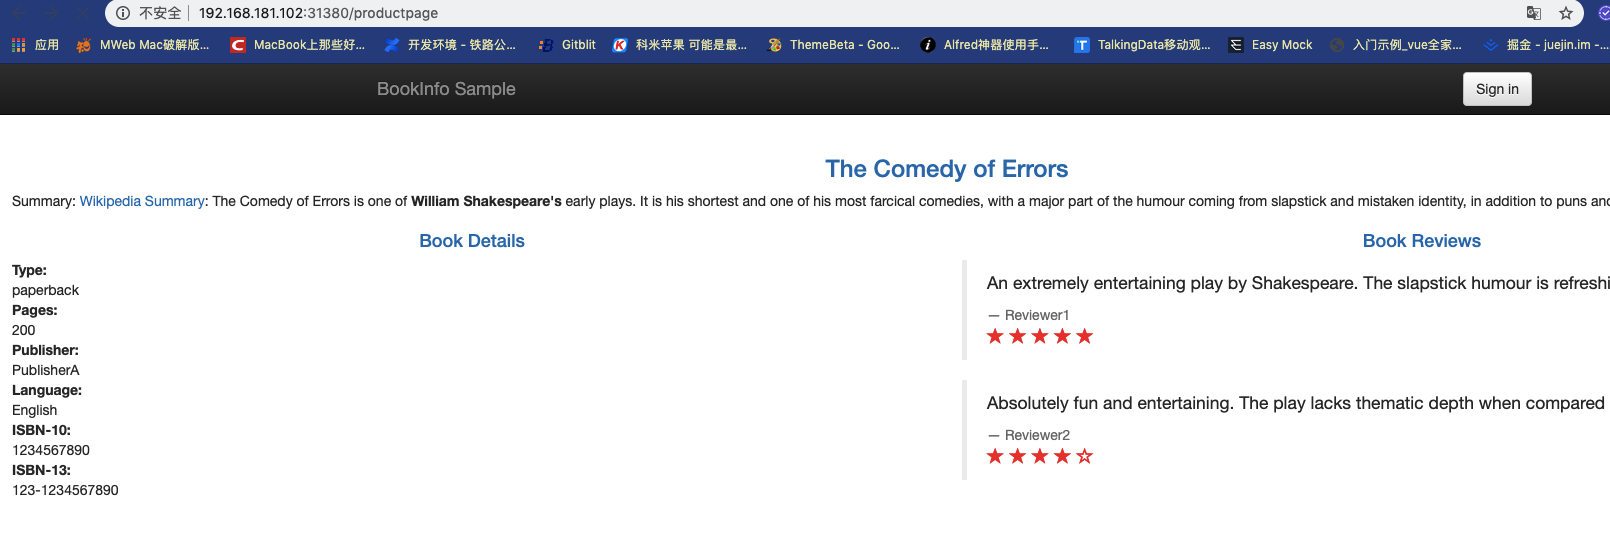 不安全 192.168.181.102:31380/productpage
应用 MWeb Mac破解版... MacBook上那些好... 开发环境 - 铁路公... Gitblit 科米苹果 可能是最... ThemeBeta - Goo... Alfred神器使用手... TalkingData移动观... Easy Mock 入门示例_vue全家... 掘金 - juejin.im -...
BookInfo Sample Sign in
The Comedy of Errors
Summary: Wikipedia Summary: The Comedy of Errors is one of William Shakespeare's early plays. It is his shortest and one of his most farcical comedies, with a major part of the humour coming from slapstick and mistaken identity, in addition to puns and
Book Details
Type:
paperback
Pages:
200
Publisher:
PublisherA
Language:
English
ISBN-10:
1234567890
ISBN-13:
123-1234567890
Book Reviews
An extremely entertaining play by Shakespeare. The slapstick humour is refreshi
— Reviewer1
Absolutely fun and entertaining. The play lacks thematic depth when compared
— Reviewer2